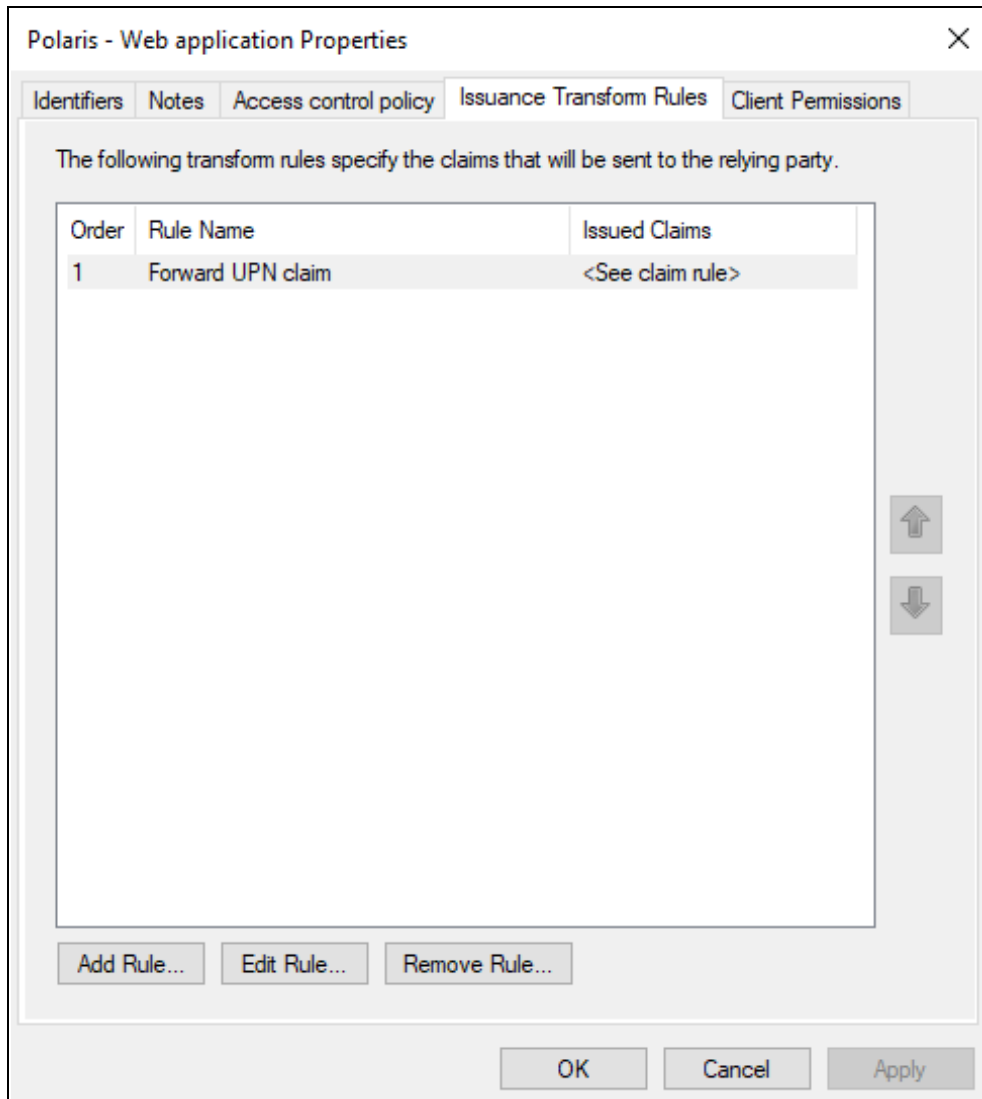 Polaris - Web application Properties
Identifiers Notes Access control policy Issuance Transform Rules Client Permissions
The following transform rules specify the claims that will be sent to the relying party.
Order Rule Name Issued Claims
1 Forward UPN claim <See claim rule>
Add Rule... Edit Rule... Remove Rule...
OK Cancel Apply